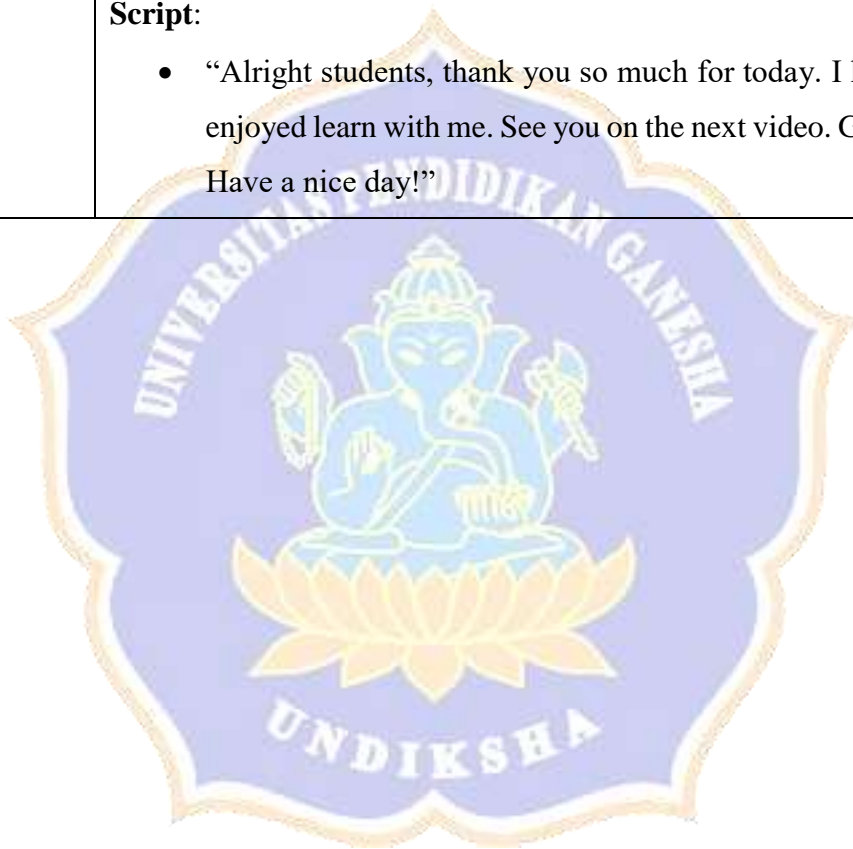 Script:
• “Alright students, thank you so much for today. I
enjoyed learn with me. See you on the next video.
Have a nice day!”
UNIVERSITAS PENDIDIKAN GANESHA
UNDIKSHA